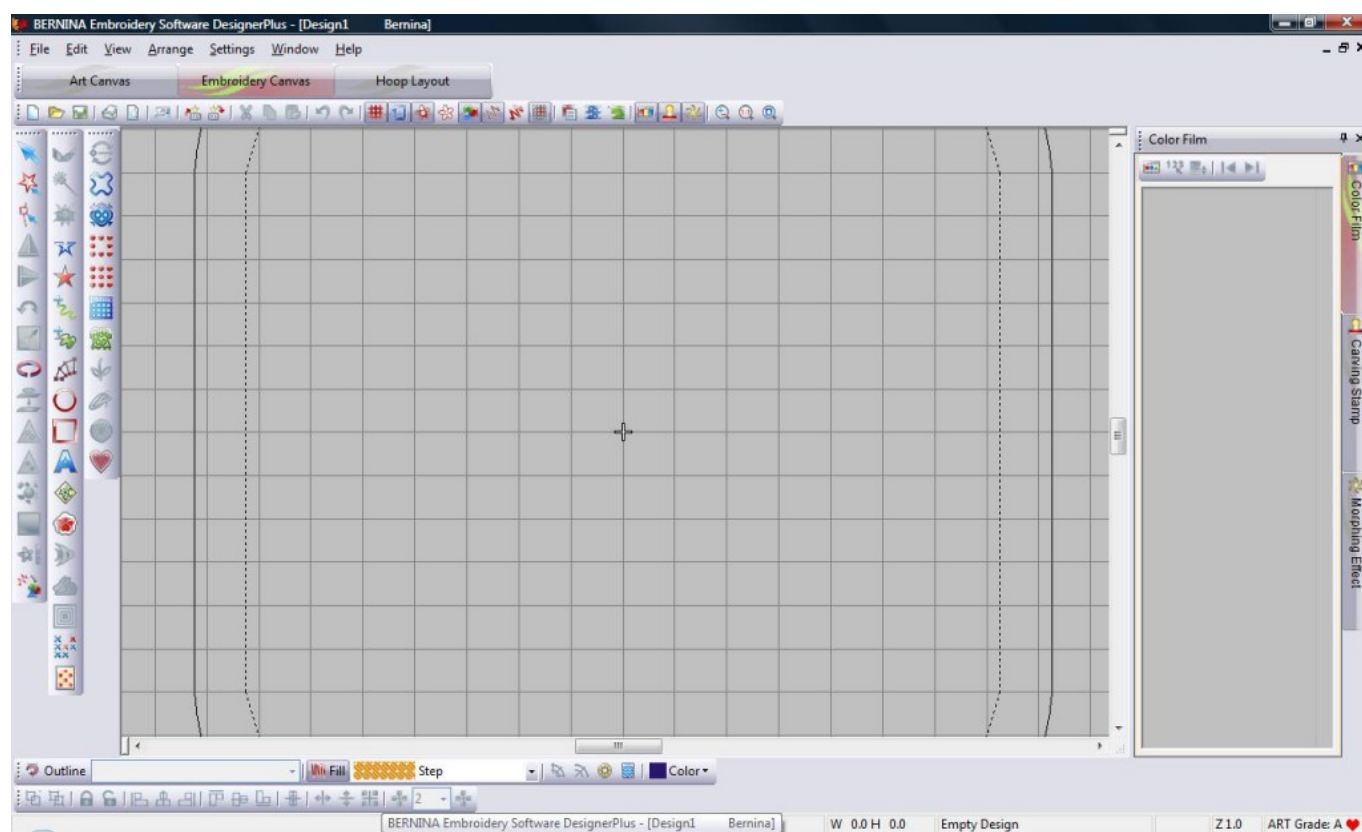 BERNINA Embroidery Software DesignerPlus - [Design1 Bernina]
File Edit View Arrange Settings Window Help
Art Canvas Embroidery Canvas Hoop Layout
Color Film
123
Color Film
Carving Stamp
Morphing Effect
Outline Fill Step Color
2
BERNINA Embroidery Software DesignerPlus - [Design1 Bernina]
W 0.0 H 0.0 Empty Design Z 1.0 ART Grade: A